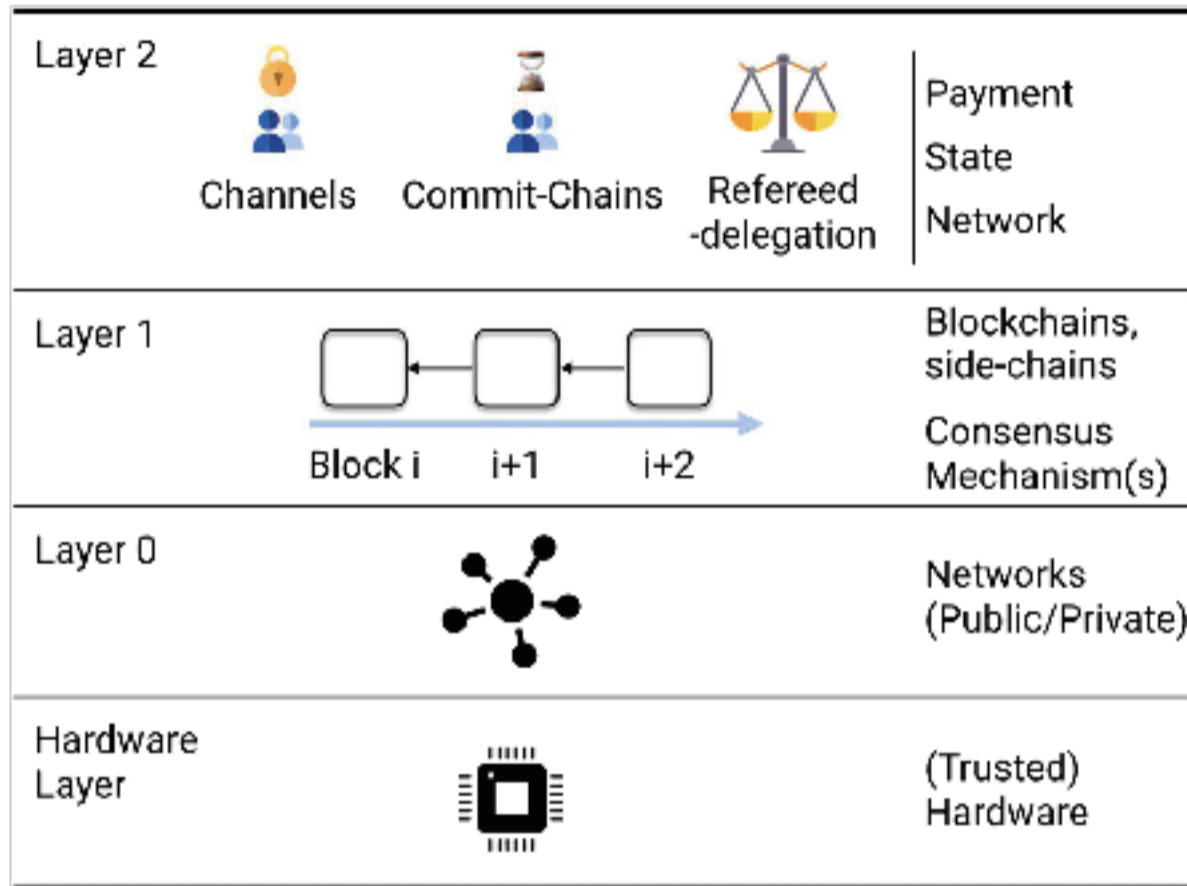 Layer 2
Channels
Commit-Chains
Refereed
-delegation
Payment
State
Network
Layer 1
Block i
i+1
i+2
Blockchains,
side-chains
Consensus
Mechanism(s)
Layer 0
Networks
(Public/Private)
Hardware
Layer
(Trusted)
Hardware